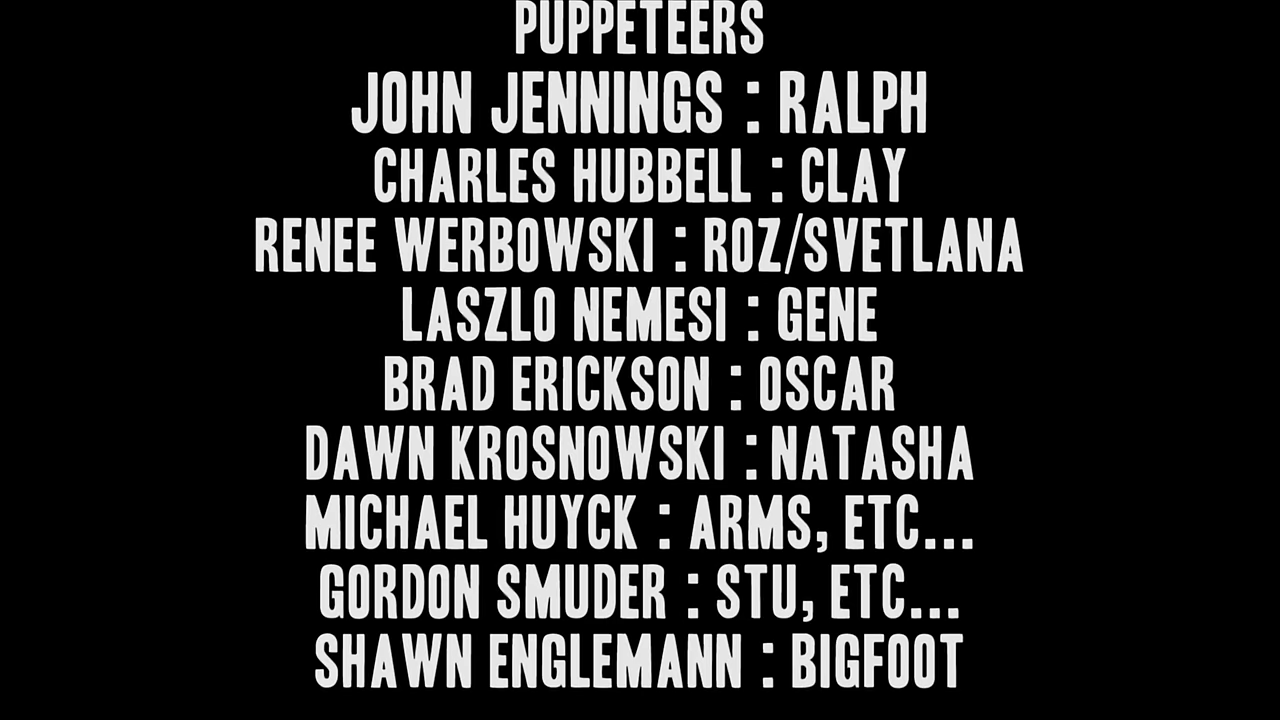 PUPPETEERS
JOHN JENNINGS : RALPH
CHARLES HUBBELL : CLAY
RENEE WERBOWSKI : ROZ/SVETLANA
LASZLO NEMESI : GENE
BRAD ERICKSON : OSCAR
DAWN KROSNOWSKI : NATASHA
MICHAEL HUYCK : ARMS, ETC...
GORDON SMUDER : STU, ETC...
SHAWN ENGLEMANN : BIGFOOT